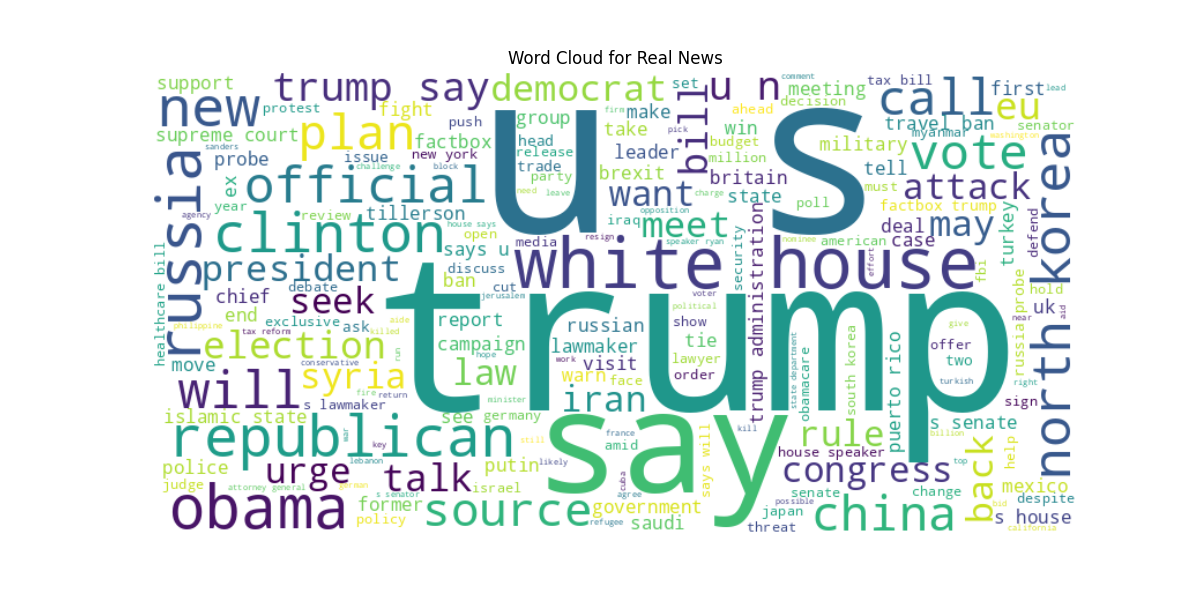 Word Cloud for Real News
support
trump say
democrat
set
u n
comment
meeting
tax bill
first
lead
new
protest
fight
push
firm
make
bill
ahead
decision
call
eu
supreme court
plan
factbox
group
take
pick
win
budget
travel ban
myanmar
senator
washington
russia
sanders
probe
issue
new york
head
release
trade
leader
u s
million
military
vote
challenge
block
party
brexit
britain
poll
tell
north korea
ex
year
official
need
leave
want
charge
state
must
attack
agency
review
tillerson
iraq
opposition
factbox trump
clinton
house says
open
says u
media
resign
meet
speaker ryan
security
nominee
american
deal
case
may
turkey
defend
president
debate
ban
discuss
cut
white house
effort
fbi
hold
healthcare bill
chief
end
seek
jerusalem
trump
voter
political
trump administration
russia probe
uk
near
aid
philippine
exclusive
tax reform
ask
aide
killed
report
russian
show
give
offer
election
campaign
lawmaker
tie
state department
obamacare
south korea
puerto rico
two
move
conservative
run
hope
work
visit
lawyer
will
syria
fire
return
law
minister
warn
face
order
turkish
right
sign
s lawmaker
iran
islamic state
see
germany
say
france
amid
kill
rule
s senate
billion
republican
war
key
still
house speaker
back
help
police
lebanon
urge
talk
putin
likely
cuba
says will
congress
top
judge
attorney general
german
israel
agree
s senator
senate
change
mexico
obama
former
source
government
possible
china
bid
despite
policy
refugee
saudi
threat
japan
s house
california